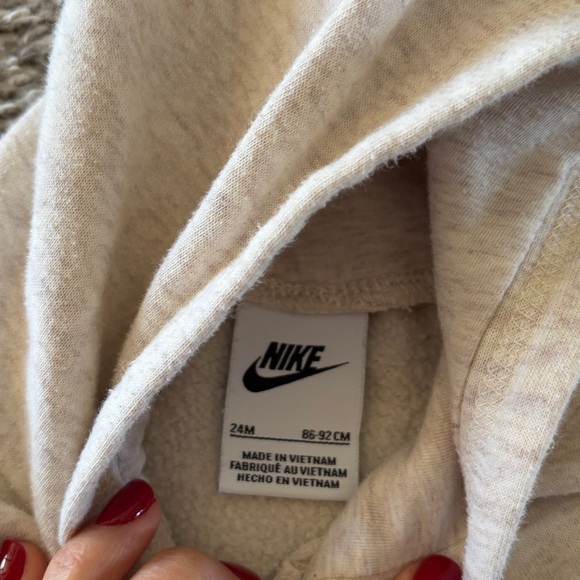 NIKE
24M 86-92 CM
MADE IN VIETNAM
FABRIQUÉ AU VIETNAM
HECHO EN VIETNAM